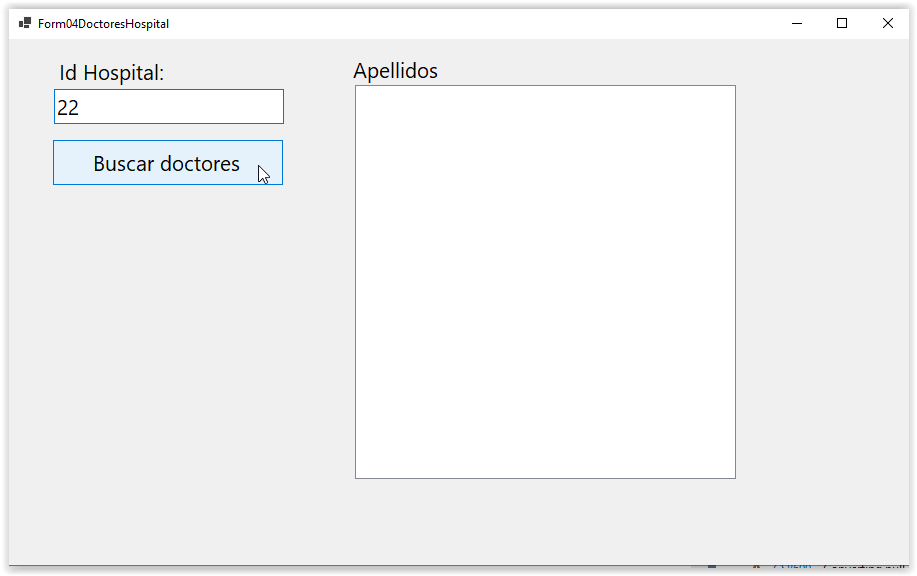 Form04DoctoresHospital
Id Hospital:
22
Buscar doctores
Apellidos